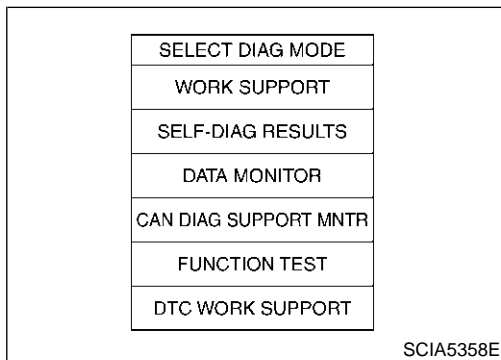 SELECT DIAG MODE
WORK SUPPORT
SELF-DIAG RESULTS
DATA MONITOR
CAN DIAG SUPPORT MNTR
FUNCTION TEST
DTC WORK SUPPORT
SCIA5358E